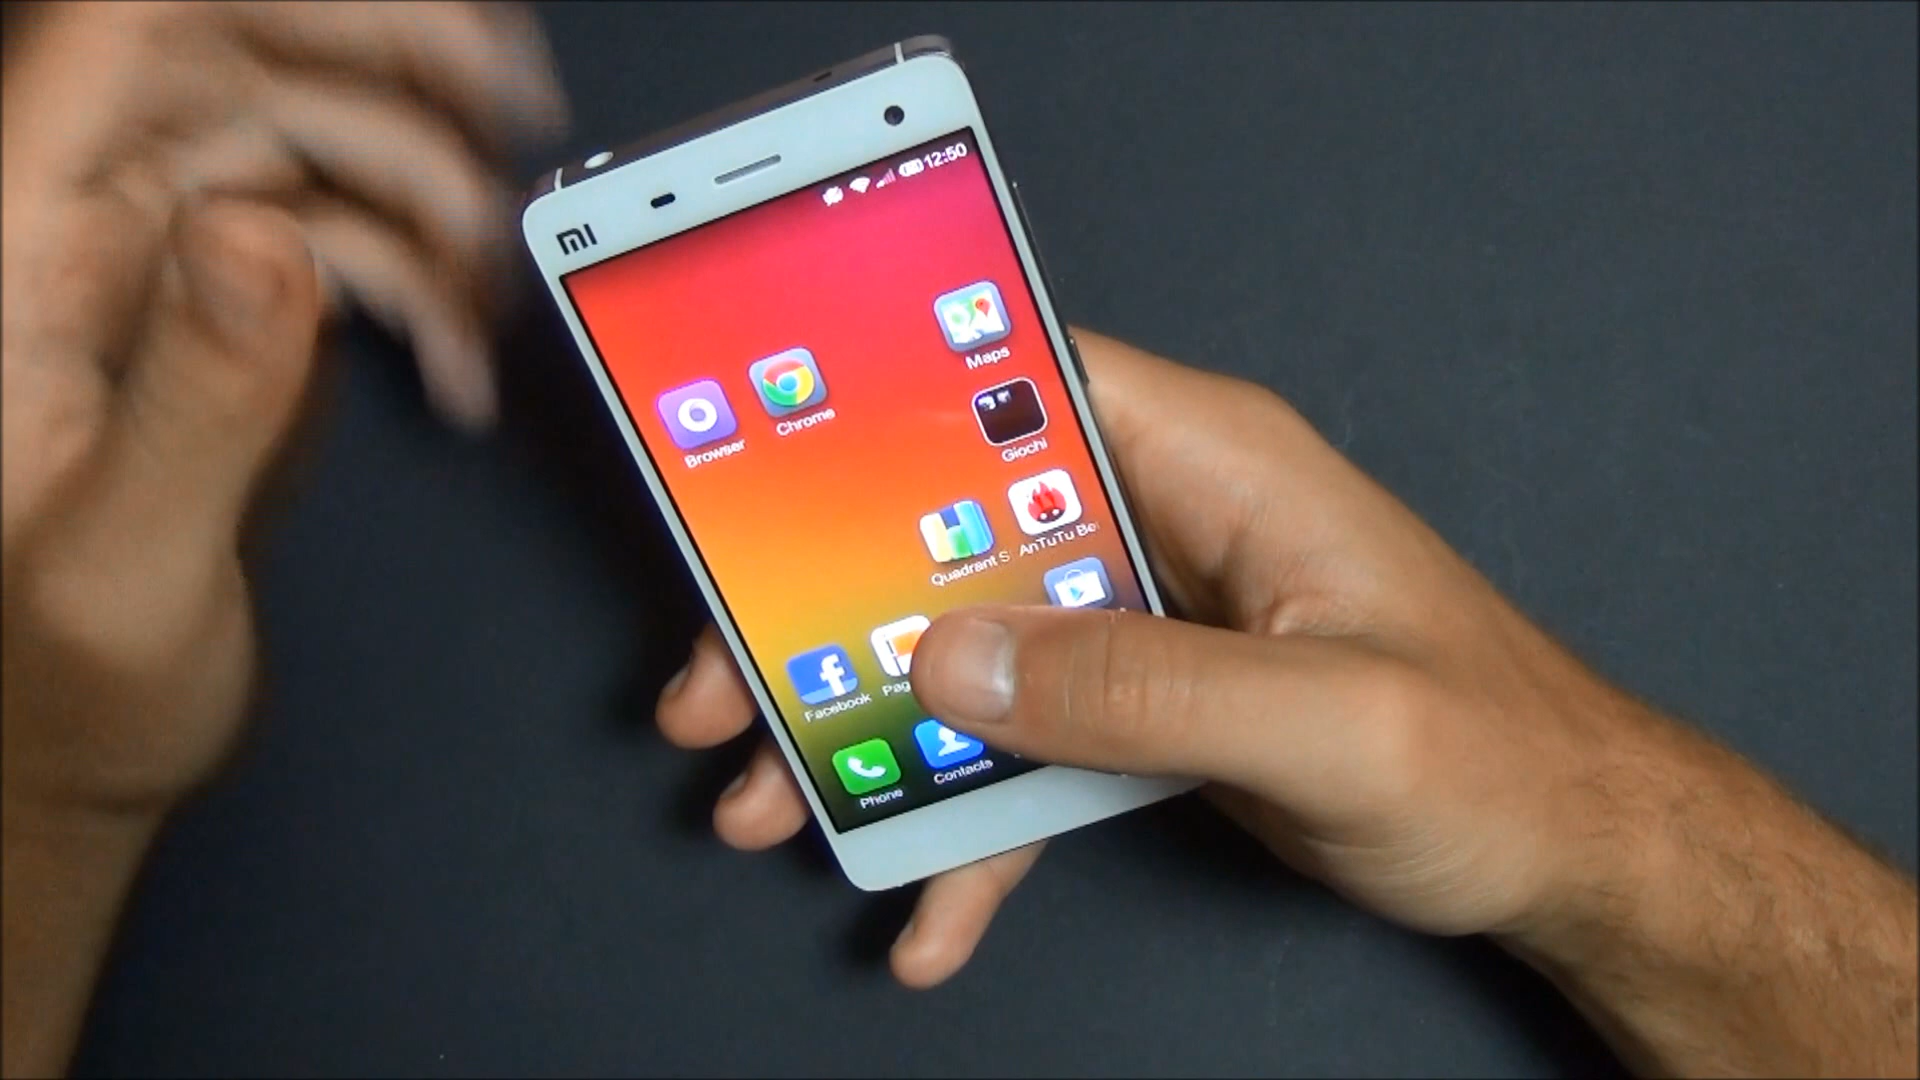 MI
12:50
Maps
Browser
Chrome
Giochi
Quadrant S
AnTuTu Be
Facebook
Pag
Phone
Contacts